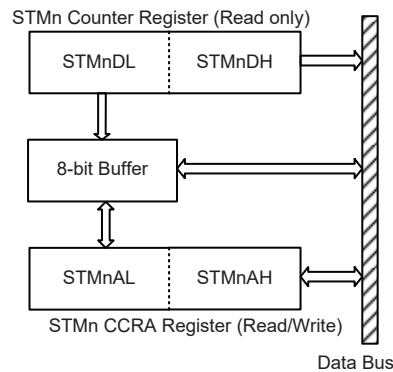 STMn Counter Register (Read only)
STMnDL STMnDH
8-bit Buffer
STMnAL STMnAH
STMn CCRA Register (Read/Write)
Data Bus